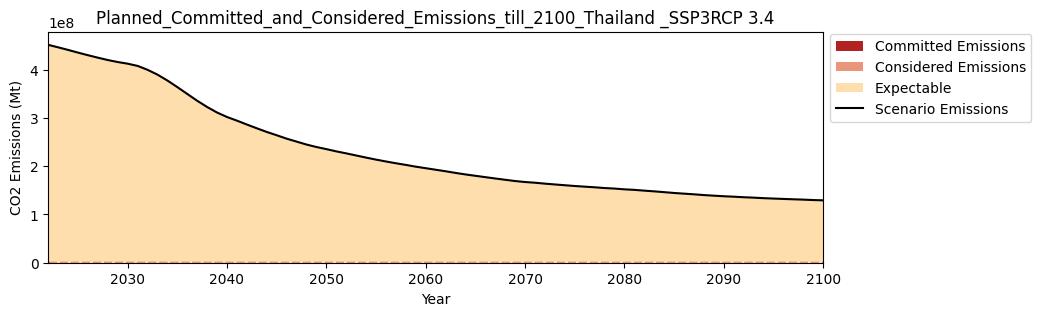 Planned_Committed_and_Considered_Emissions_till_2100_Thailand _SSP3RCP 3.4
1e8
4
3
2
1
0
CO2 Emissions (Mt)
2030 2040 2050 2060 2070 2080 2090 2100
Year
Committed Emissions
Considered Emissions
Expectable
Scenario Emissions